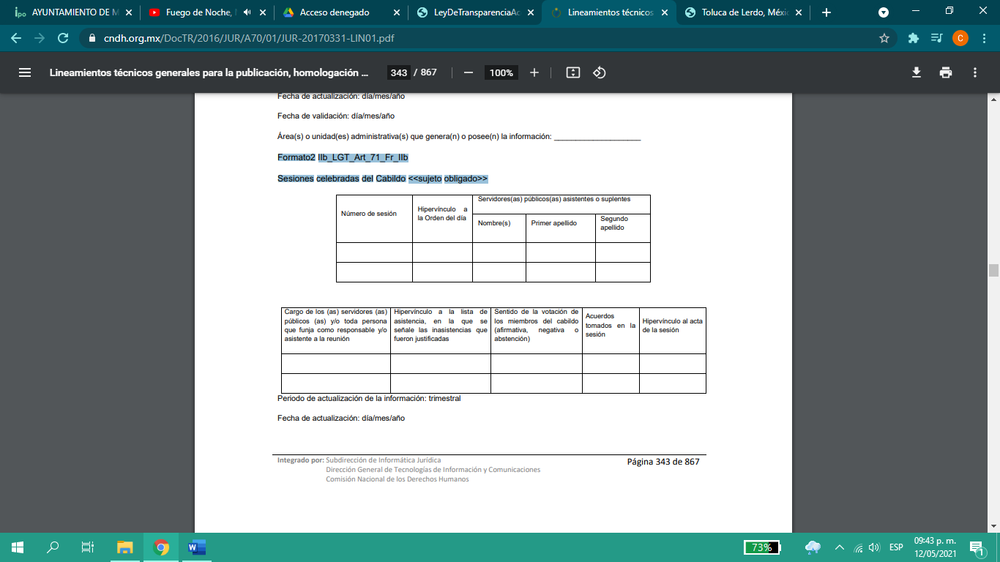 AYUNTAMIENTO DE M
Fuego de Noche,
Acceso denegado
LeyDeTransparenciaAc
Lineamientos técnicos
Toluca de Lerdo, Méxic
cndh.org.mx/DocTR/2016/JUR/A70/01/JUR-20170331-LIN01.pdf
C
Lineamientos técnicos generales para la publicación, homologación ...
343 / 867
100%
Fecha de actualización: día/mes/año
Fecha de validación: día/mes/año
Área(s) o unidad(es) administrativa(s) que genera(n) o posee(n) la información: ____________________
Formato2 IIb_LGT_Art_71_Fr_IIb
Sesiones celebradas del Cabildo <<sujeto obligado>>
Número de sesión
Hipervínculo a
la Orden del día
Servidores(as) públicos(as) asistentes o suplentes
Nombre(s)
Primer apellido
Segundo
apellido
Cargo de los (as) servidores (as)
públicos (as) y/o toda persona
que funja como responsable y/o
asistente a la reunión
Hipervínculo a la lista de
asistencia, en la que se
señale las inasistencias que
fueron justificadas
Sentido de la votación de
los miembros del cabildo
(afirmativa, negativa o
abstención)
Acuerdos
tomados en la
sesión
Hipervínculo al acta
de la sesión
Periodo de actualización de la información: trimestral
Fecha de actualización: día/mes/año
Integrado por: Subdirección de Informática Jurídica
Dirección General de Tecnologías de Información y Comunicaciones
Comisión Nacional de los Derechos Humanos
Página 343 de 867
73%
ESP
09:43 p. m.
12/05/2021
1